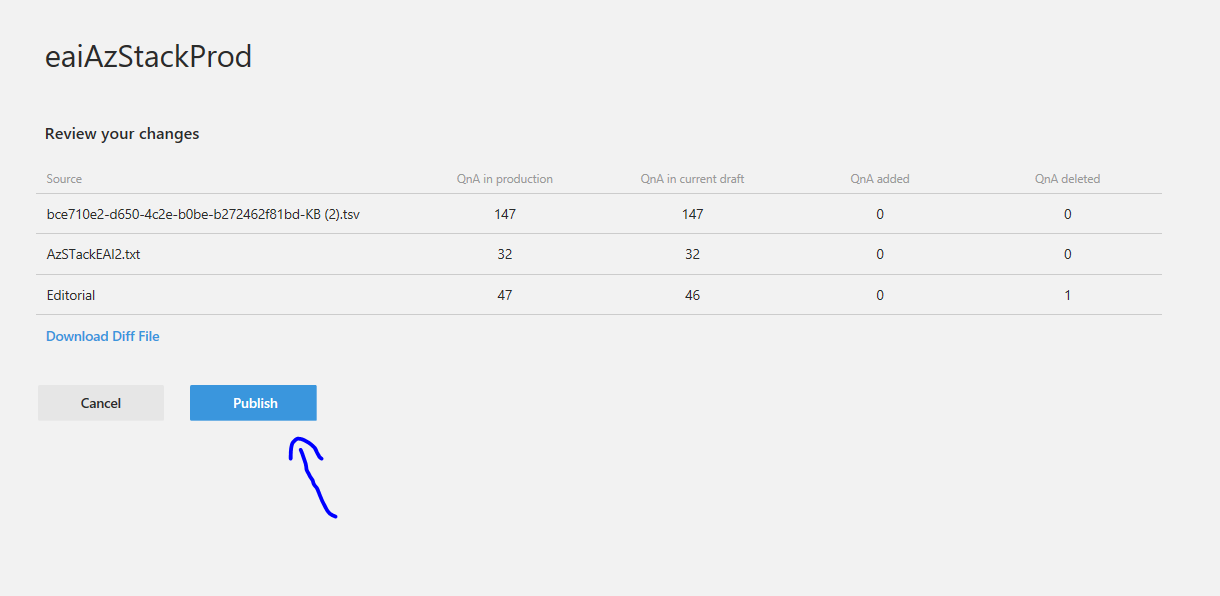 eaiAzStackProd
Review your changes
Source QnA in production QnA in current draft QnA added QnA deleted
bce710e2-d650-4c2e-b0be-b272462f81bd-KB (2).tsv 147 147 0 0
AzSTackEAI2.txt 32 32 0 0
Editorial 47 46 0 1
Download Diff File
Cancel Publish